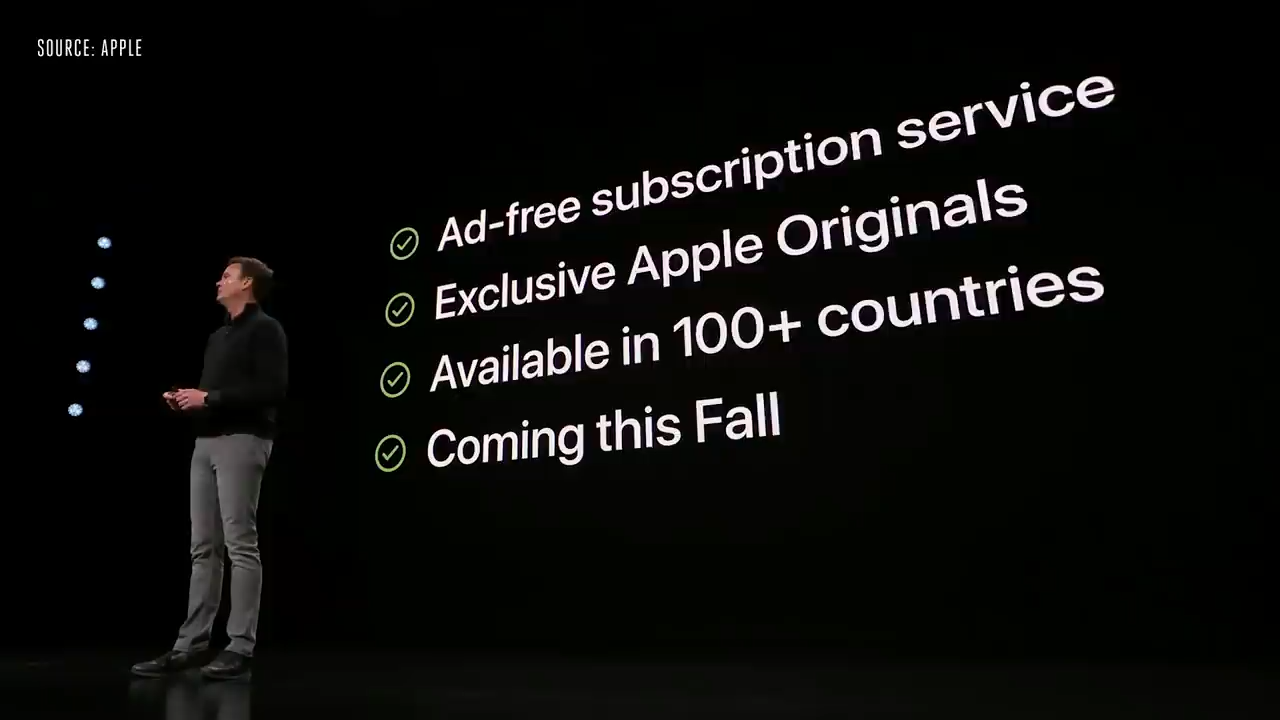 SOURCE: APPLE
Ad-free subscription service
Exclusive Apple Originals
Available in 100+ countries
Coming this Fall